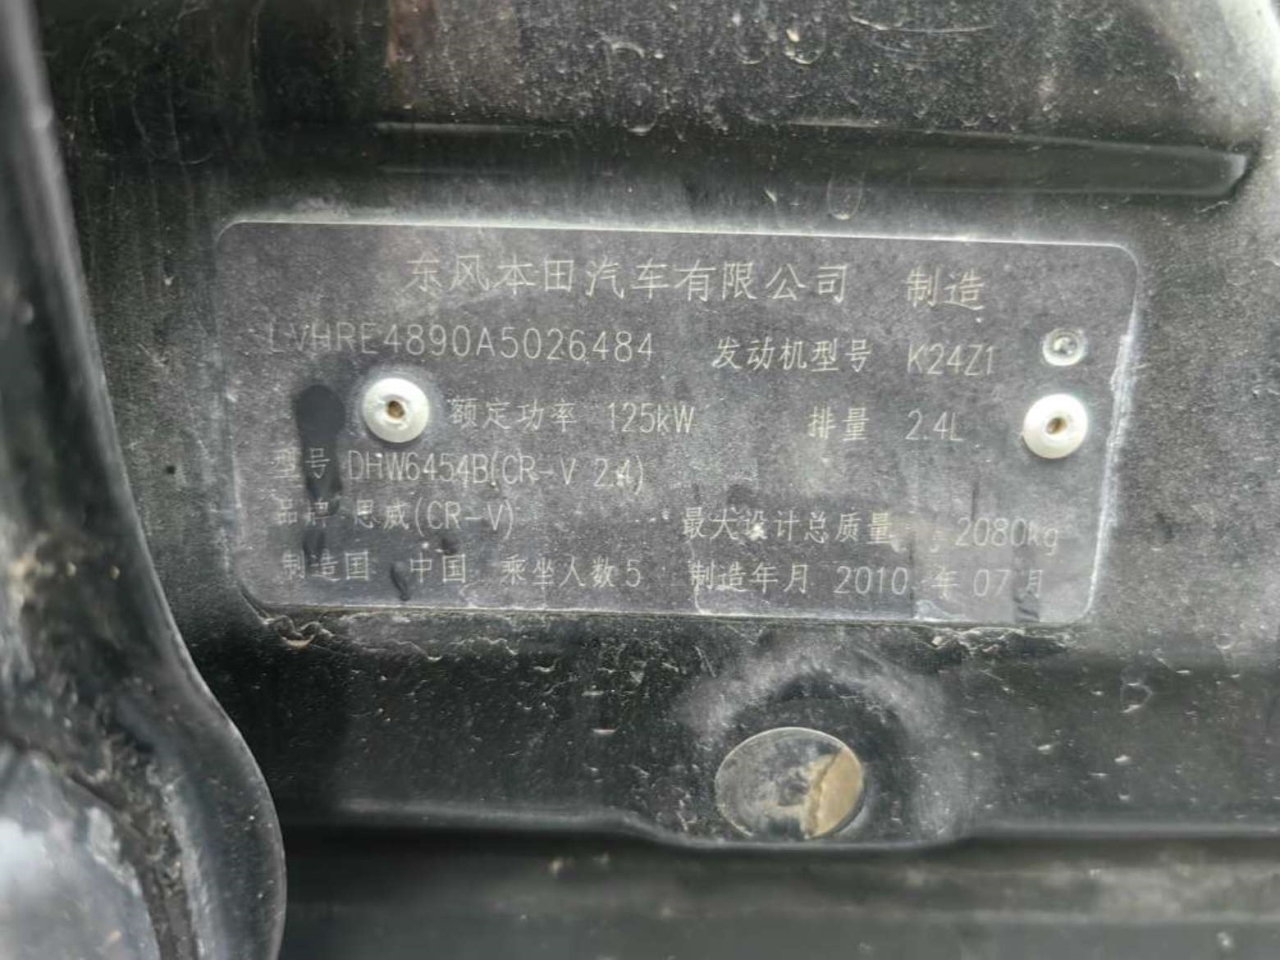 东风本田汽车有限公司 制造
LVHRE4890A5026484 发动机型号 K24Z1
额定功率 125kW 排量 2.4L
型号 DHW6454B(CR-V 2.4)
品牌 思威(CR-V) 最大设计总质量 2080kg
制造国 中国 乘坐人数5 制造年月 2010 年 07 月